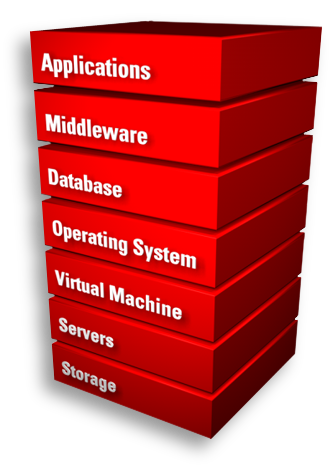 Applications
Middleware
Database
Operating System
Virtual Machine
Servers
Storage